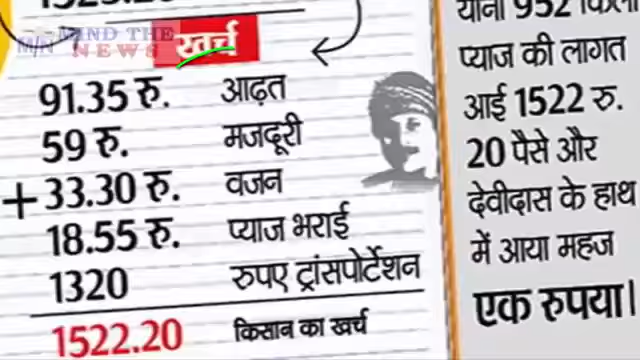 MIND THE
M/N NEWS
खर्च
91.35 रु. आढ़त
59 रु. मजदूरी
+33.30 रु. वजन
18.55 रु. प्याज भराई
1320 रुपए ट्रांसपोर्टेशन
1522.20 किसान का खर्च
यानी 952 किलो
प्याज की लागत
आई 1522 रु.
20 पैसे और
देवीदास के हाथ
में आया महज
एक रुपया।